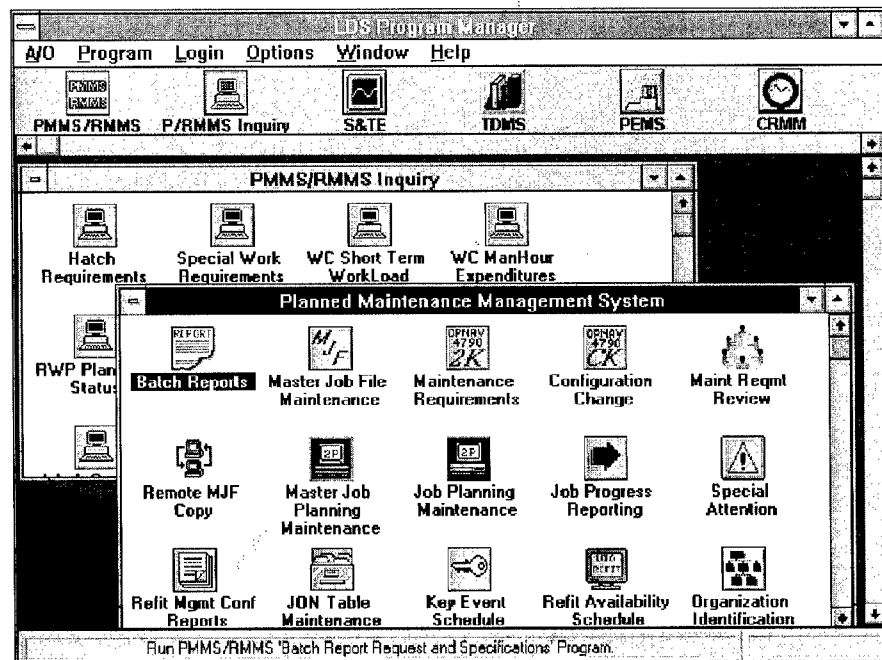 LDS Program Manager
A/O Program Login Options Window Help
PMMS
RMMS
PMMS/RMMS P/RMMS Inquiry S&TE TDMS PEMS CRMM
PMMS/RMMS Inquiry
Hatch Requirements
Special Work Requirements
WC Short Term WorkLoad
WC ManHour Expenditures
RWP Plan
Status
Planned Maintenance Management System
REPORT
Batch Reports
MJF
Master Job File
Maintenance
OPNAV
4790
2K
Maintenance
Requirements
OPNAV
4790
CK
Configuration
Change
Maint Reqmt
Review
Remote MJF
Copy
2P
Master Job
Planning
Maintenance
2P
Job Planning
Maintenance
Job Progress
Reporting
Special
Attention
Refit Mgmt Conf
Reports
JON Table
Maintenance
Key Event
Schedule
Refit Availability
Schedule
Organization
Identification
Run PMMS/RMMS 'Batch Report Request and Specifications' Program.